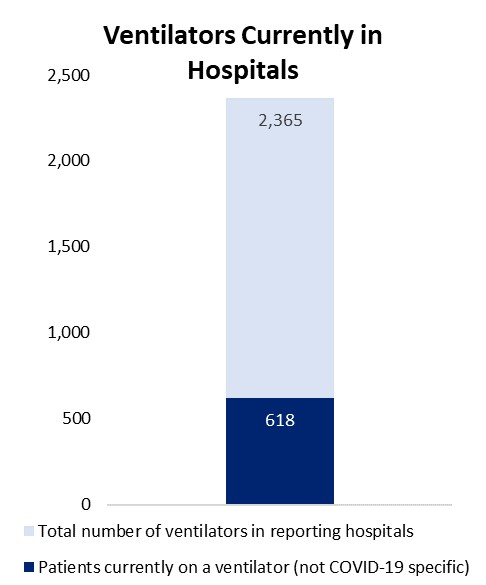 Ventilators Currently in
Hospitals
2,500
2,365
2,000
1,500
1,000
500
618
0
Total number of ventilators in reporting hospitals
Patients currently on a ventilator (not COVID-19 specific)